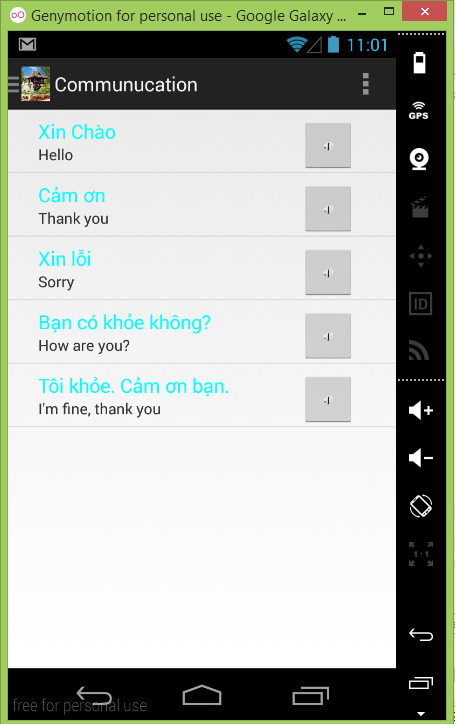 Genymotion for personal use - Google Galaxy ...
11:01
Communucation
GPS
Xin Chào
Hello
Cảm ơn
Thank you
Xin lỗi
Sorry
ID
Bạn có khỏe không?
How are you?
Tôi khỏe. Cảm ơn bạn.
I'm fine, thank you
1:1
free for personal use